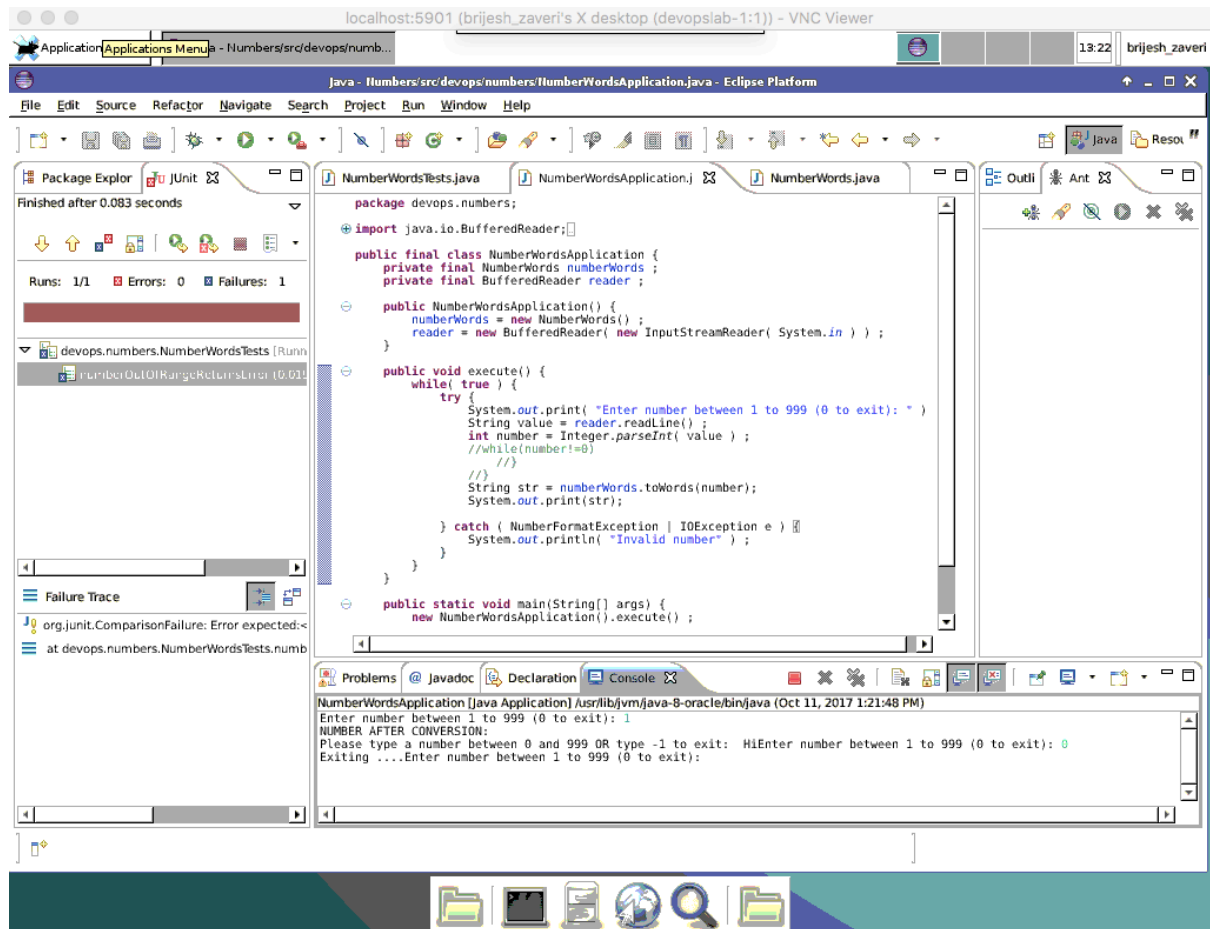 localhost:5901 (brijesh_zaveri's X desktop (devopslab-1:1)) - VNC Viewer
Application
Applications Menu
a - Numbers/src/devops/numb...
13:22
brijesh_zaveri
Java - Numbers/src/devops/numbers/NumberWordsApplication.java - Eclipse Platform
File Edit Source Refactor Navigate Search Project Run Window Help
Java
Resou
Package Explor
JUnit
NumberWordsTests.java
NumberWordsApplication.j
NumberWords.java
Outli
Ant
Finished after 0.083 seconds
Runs: 1/1 Errors: 0 Failures: 1
devops.numbers.NumberWordsTests [Runn
numberOutOfRangeReturnsError (0.015
package devops.numbers;
import java.io.BufferedReader;
public final class NumberWordsApplication {
private final NumberWords numberWords ;
private final BufferedReader reader ;
public NumberWordsApplication() {
numberWords = new NumberWords() ;
reader = new BufferedReader( new InputStreamReader( System.in ) ) ;
}
public void execute() {
while( true ) {
try {
System.out.print( "Enter number between 1 to 999 (0 to exit): " )
String value = reader.readLine() ;
int number = Integer.parseInt( value ) ;
//while(number!=0)
//}
//}
String str = numberWords.toWords(number);
System.out.print(str);
} catch ( NumberFormatException | IOException e ) {
System.out.println( "Invalid number" ) ;
}
}
}
public static void main(String[] args) {
new NumberWordsApplication().execute() ;
Failure Trace
org.junit.ComparisonFailure: Error expected:<
at devops.numbers.NumberWordsTests.numb
Problems
@ Javadoc
Declaration
Console
NumberWordsApplication [Java Application] /usr/lib/jvm/java-8-oracle/bin/java (Oct 11, 2017 1:21:48 PM)
Enter number between 1 to 999 (0 to exit): 1
NUMBER AFTER CONVERSION:
Please type a number between 0 and 999 OR type -1 to exit:  HiEnter number between 1 to 999 (0 to exit): 0
Exiting ....Enter number between 1 to 999 (0 to exit):